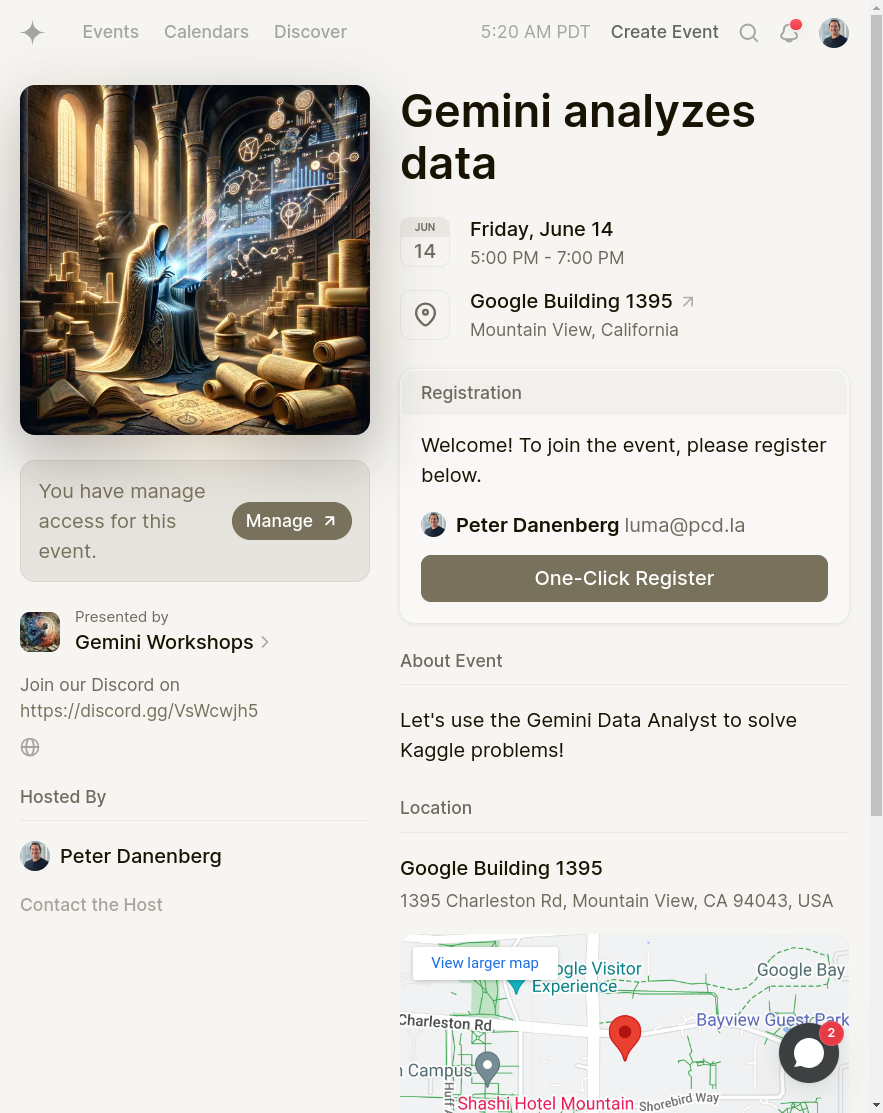 Events Calendars Discover 5:20 AM PDT Create Event
Gemini analyzes
data
JUN
14
Friday, June 14
5:00 PM - 7:00 PM
Google Building 1395
Mountain View, California
Registration
Welcome! To join the event, please register
below.
Peter Danenberg luma@pcd.la
One-Click Register
You have manage
access for this
event.
Manage
Presented by
Gemini Workshops
Join our Discord on
https://discord.gg/VsWcwjh5
Hosted By
Peter Danenberg
Contact the Host
About Event
Let's use the Gemini Data Analyst to solve
Kaggle problems!
Location
Google Building 1395
1395 Charleston Rd, Mountain View, CA 94043, USA
View larger map
ogle Visitor
Experience
Google Bay
Charleston Rd
Bayview Guest Park
2
n Campus
Huff A
Shashi Hotel Mountain
Shorebird Way